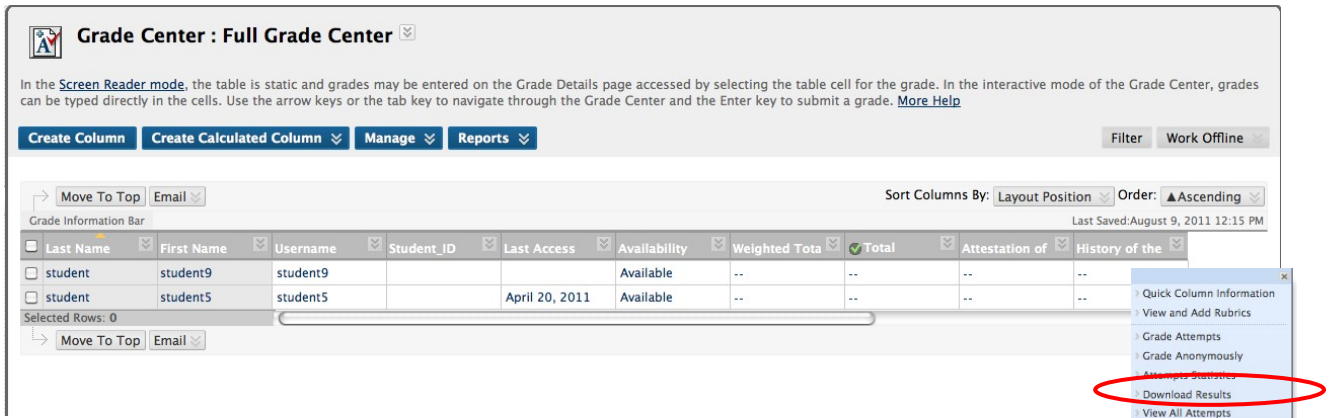 Grade Center : Full Grade Center
In the Screen Reader mode, the table is static and grades may be entered on the Grade Details page accessed by selecting the table cell for the grade. In the interactive mode of the Grade Center, grades
can be typed directly in the cells. Use the arrow keys or the tab key to navigate through the Grade Center and the Enter key to submit a grade. More Help
Create Column Create Calculated Column Manage Reports Filter Work Offline
Move To Top Email Sort Columns By: Layout Position Order: ▲Ascending
Grade Information Bar Last Saved:August 9, 2011 12:15 PM
Last Name First Name Username Student_ID Last Access Availability Weighted Tota Total Attestation of History of the
student student9 student9 Available -- -- -- --
student student5 student5 April 20, 2011 Available -- -- -- --
Selected Rows: 0
Move To Top Email
Quick Column Information
View and Add Rubrics
Grade Attempts
Grade Anonymously
Attempts Statistics
Download Results
View All Attempts